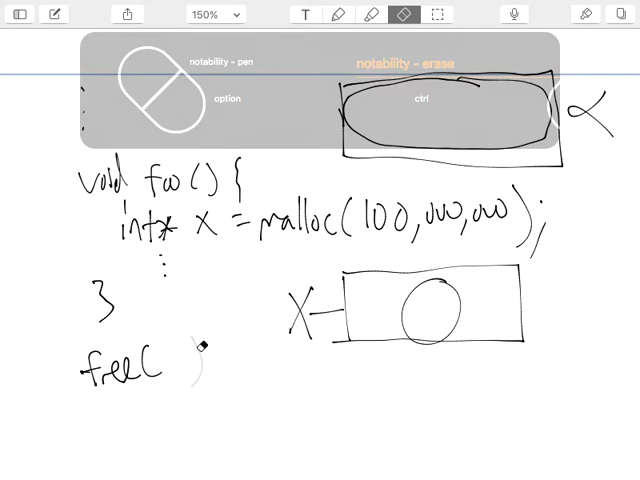 150%
T
notability - pen
notability - erase
option
ctrl
α
void foo() {
int* x = malloc(100,000,000);
⋮
}
X
free( )